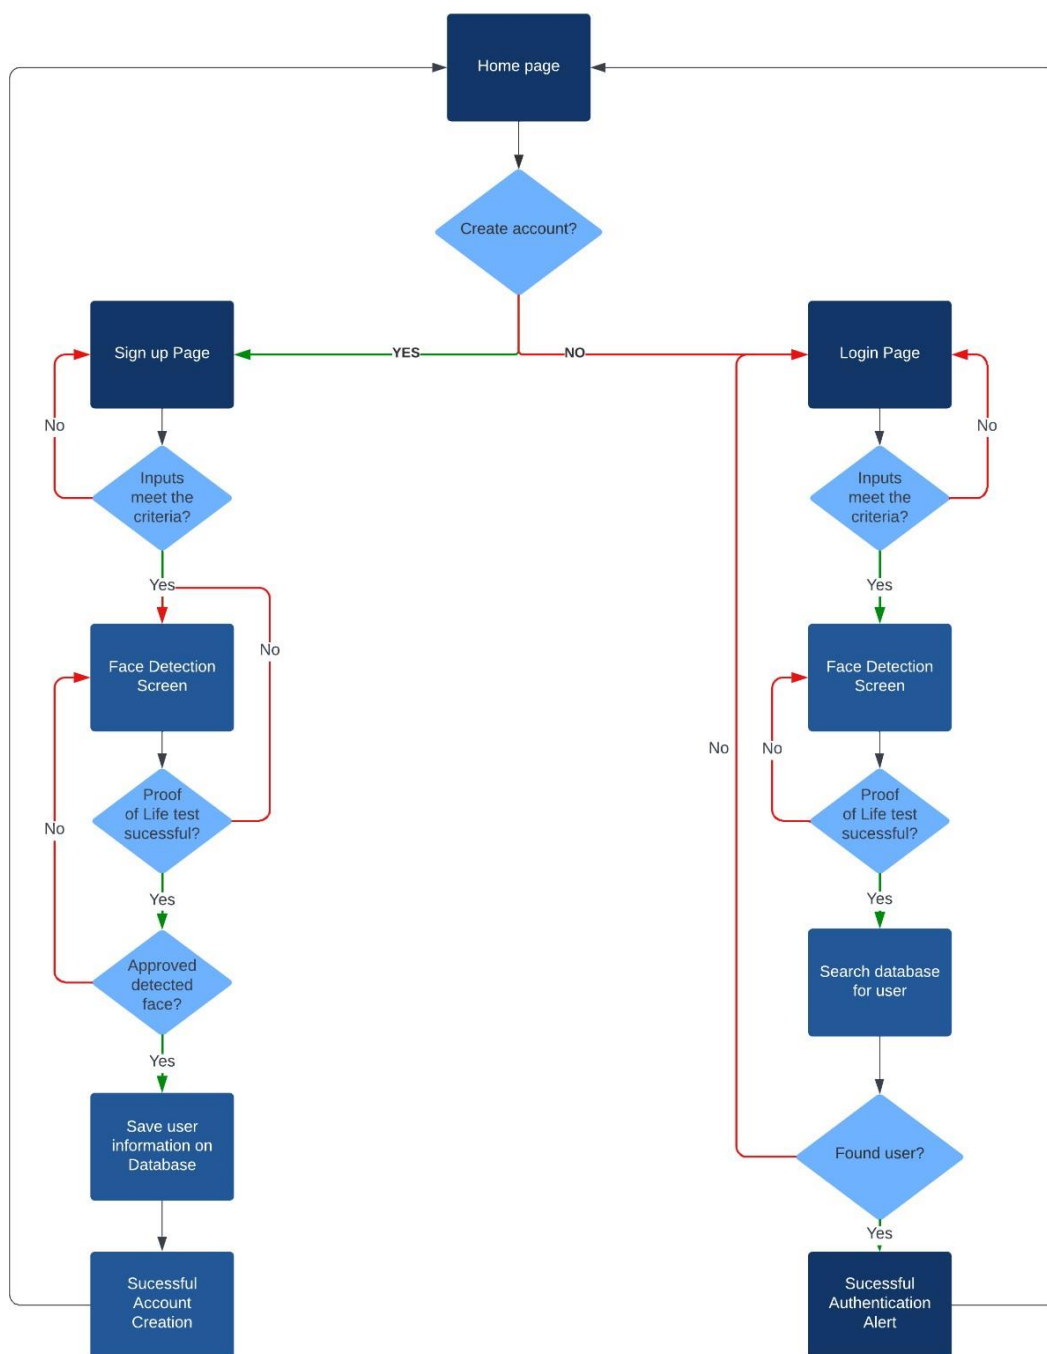 Home page
Create account?
YES
NO
Sign up Page
Login Page
No
No
Inputs
meet the
criteria?
Inputs
meet the
criteria?
Yes
Yes
Face Detection
Screen
No
Face Detection
Screen
No
No
Proof
of Life test
sucessful?
No
Proof
of Life test
sucessful?
Yes
Yes
Approved
detected
face?
Search database
for user
Yes
Save user
information on
Database
Found user?
Yes
Sucessful
Account
Creation
Sucessful
Authentication
Alert